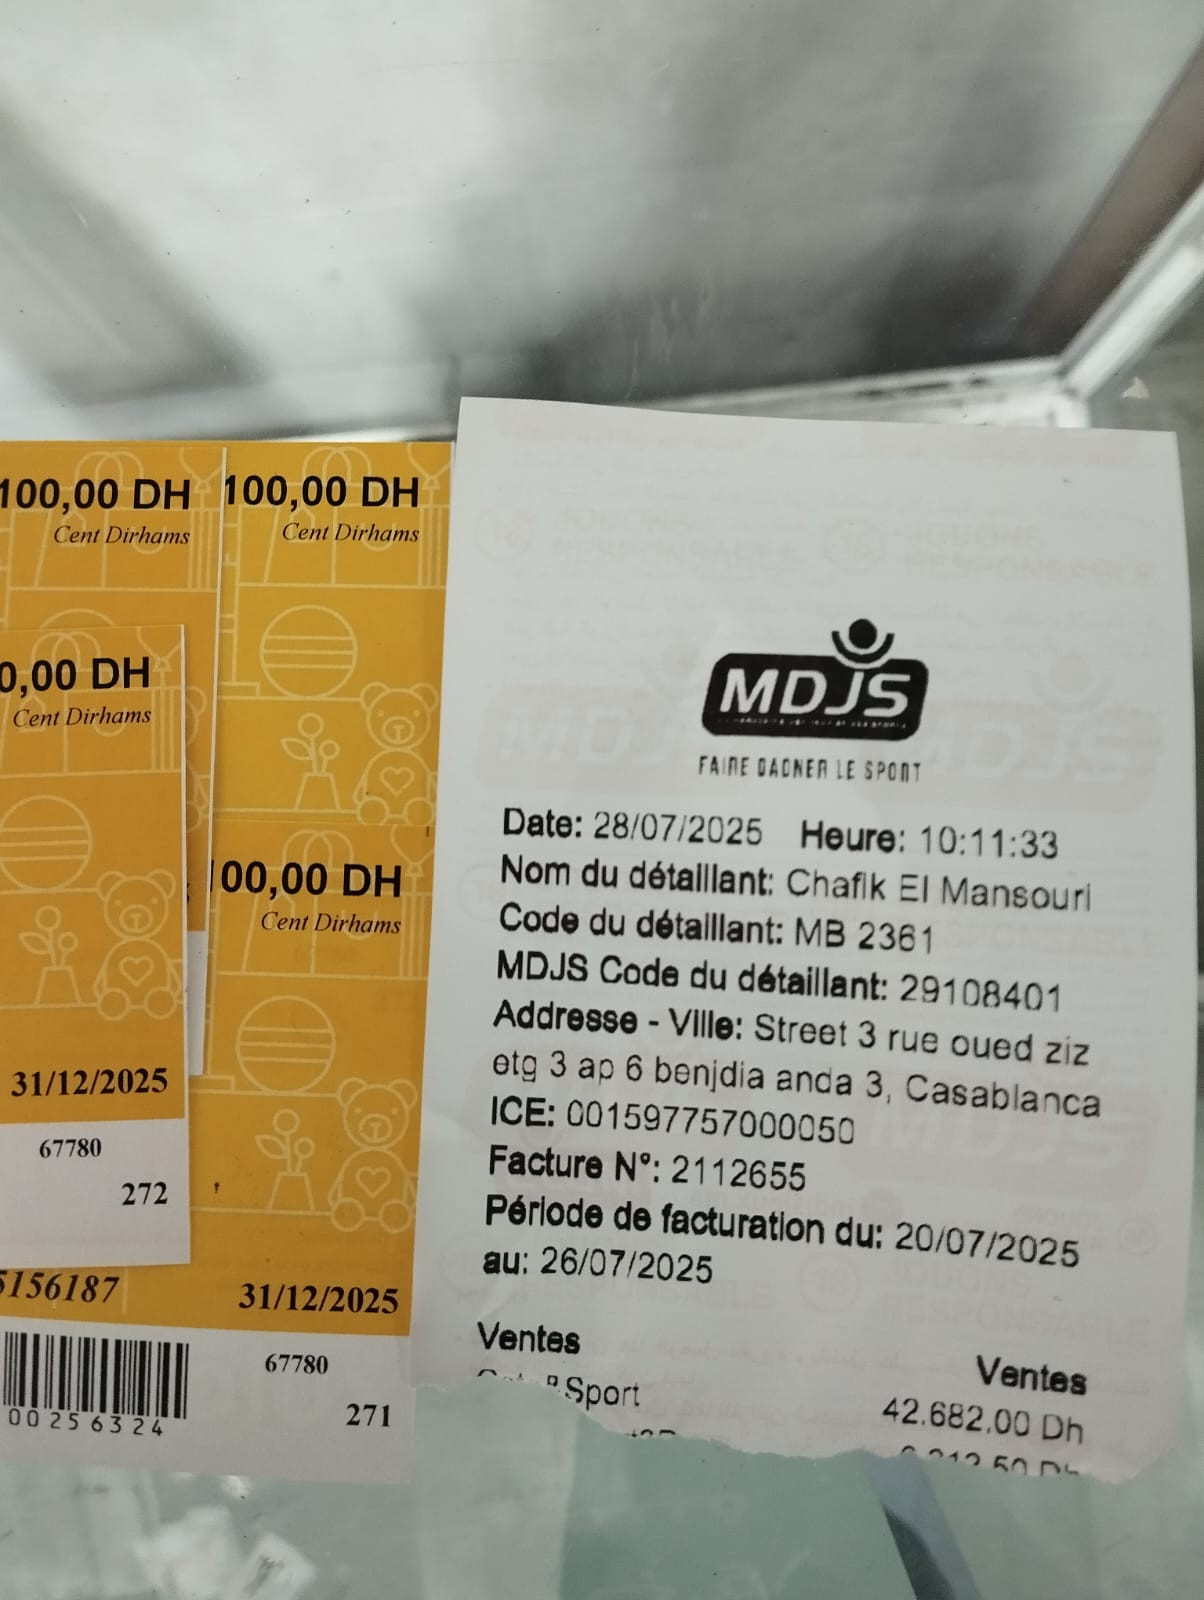 100,00 DH
Cent Dirhams
100,00 DH
Cent Dirhams
0,00 DH
Cent Dirhams
31/12/2025
67780
272
00,00 DH
Cent Dirhams
5156187
31/12/2025
00256324
67780
271
MDJS
FAIRE GAGNER LE SPORT
Date: 28/07/2025 Heure: 10:11:33
Nom du détaillant: Chafik El Mansouri
Code du détaillant: MB 2361
MDJS Code du détaillant: 29108401
Addresse - Ville: Street 3 rue oued ziz
etg 3 ap 6 benjdia anda 3, Casablanca
ICE: 001597757000050
Facture N°: 2112655
Période de facturation du: 20/07/2025
au: 26/07/2025
Ventes Ventes
Sport 42.682,00 Dh